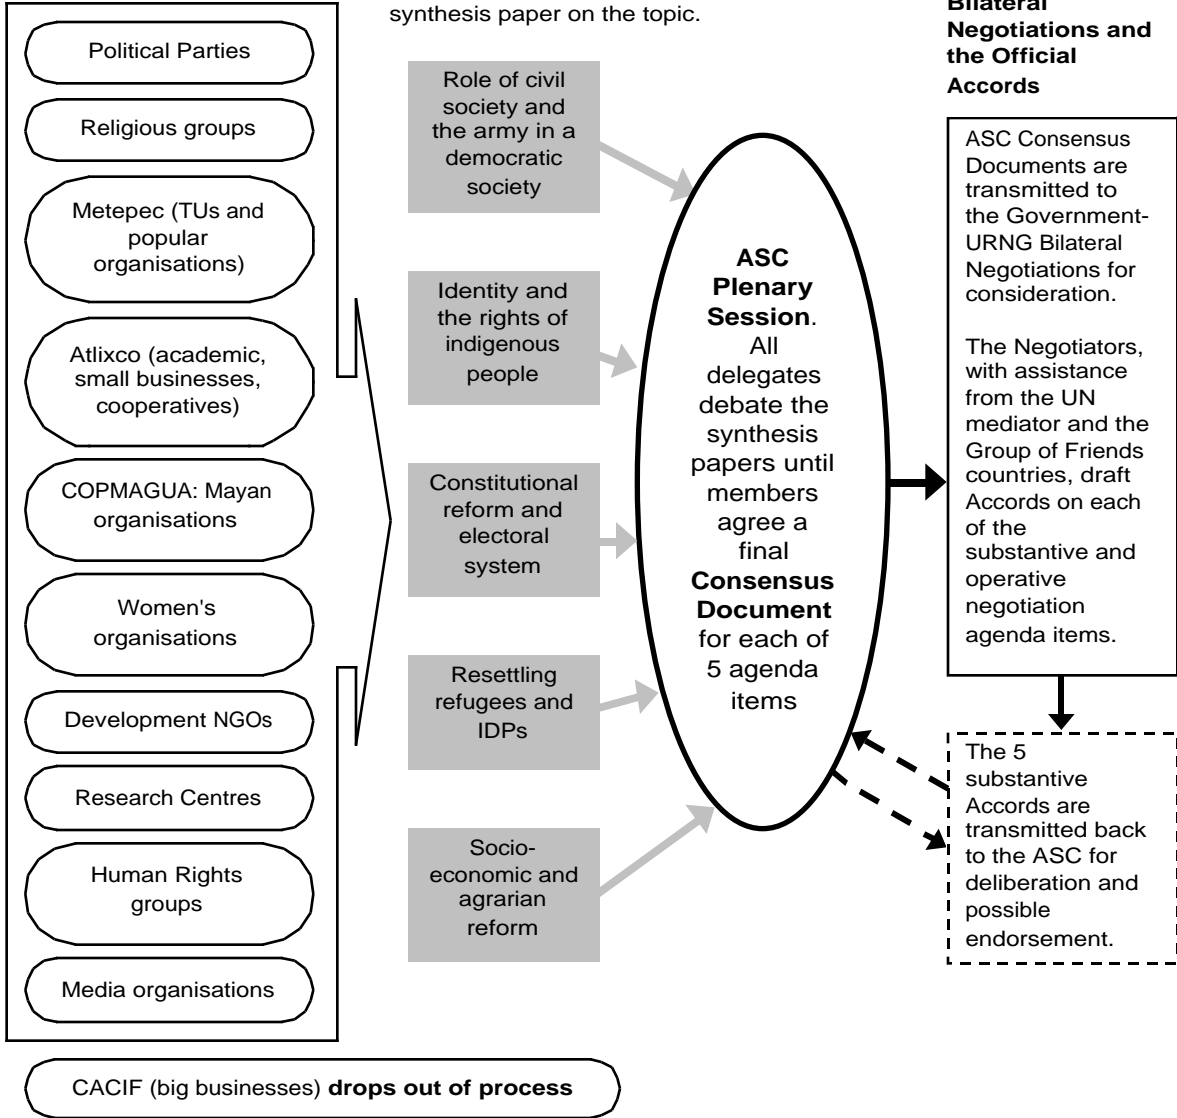 Political Parties
Religious groups
Metepec (TUs and
popular
organisations)
Atlixco (academic,
small businesses,
cooperatives)
COPMAGUA: Mayan
organisations
Women's
organisations
Development NGOs
Research Centres
Human Rights
groups
Media organisations
CACIF (big businesses) drops out of process
synthesis paper on the topic.
Role of civil
society and
the army in a
democratic
society
Identity and
the rights of
indigenous
people
Constitutional
reform and
electoral
system
Resettling
refugees and
IDPs
Socio-
economic and
agrarian
reform
ASC
Plenary
Session.
All
delegates
debate the
synthesis
papers until
members
agree a
final
Consensus
Document
for each of
5 agenda
items
Bilateral
Negotiations and
the Official
Accords
ASC Consensus
Documents are
transmitted to
the Government-
URNG Bilateral
Negotiations for
consideration.
The Negotiators,
with assistance
from the UN
mediator and the
Group of Friends
countries, draft
Accords on each
of the
substantive and
operative
negotiation
agenda items.
The 5
substantive
Accords are
transmitted back
to the ASC for
deliberation and
possible
endorsement.